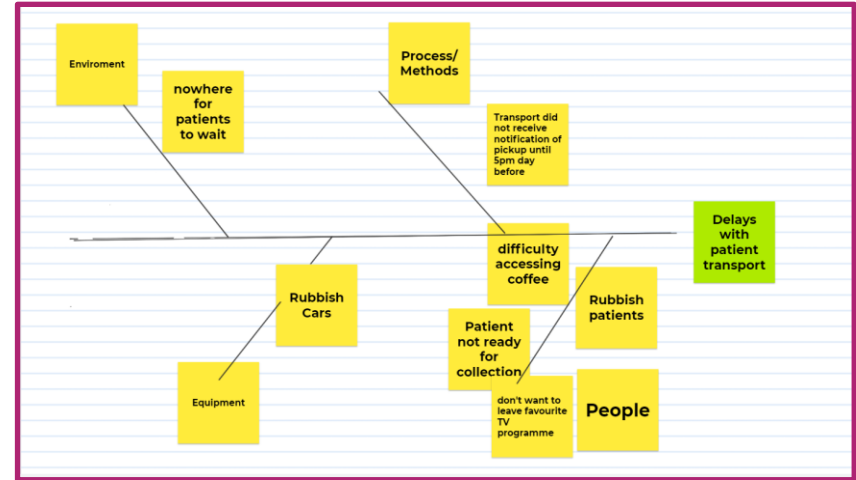 Enviroment
nowhere
for
patients
to wait
Process/
Methods
Transport did
not receive
notification of
pickup until
5pm day
before
Delays
with
patient
transport
difficulty
accessing
coffee
Rubbish
Cars
Rubbish
patients
Patient
not ready
for
collection
Equipment
don't want to
leave favourite
TV
programme
People